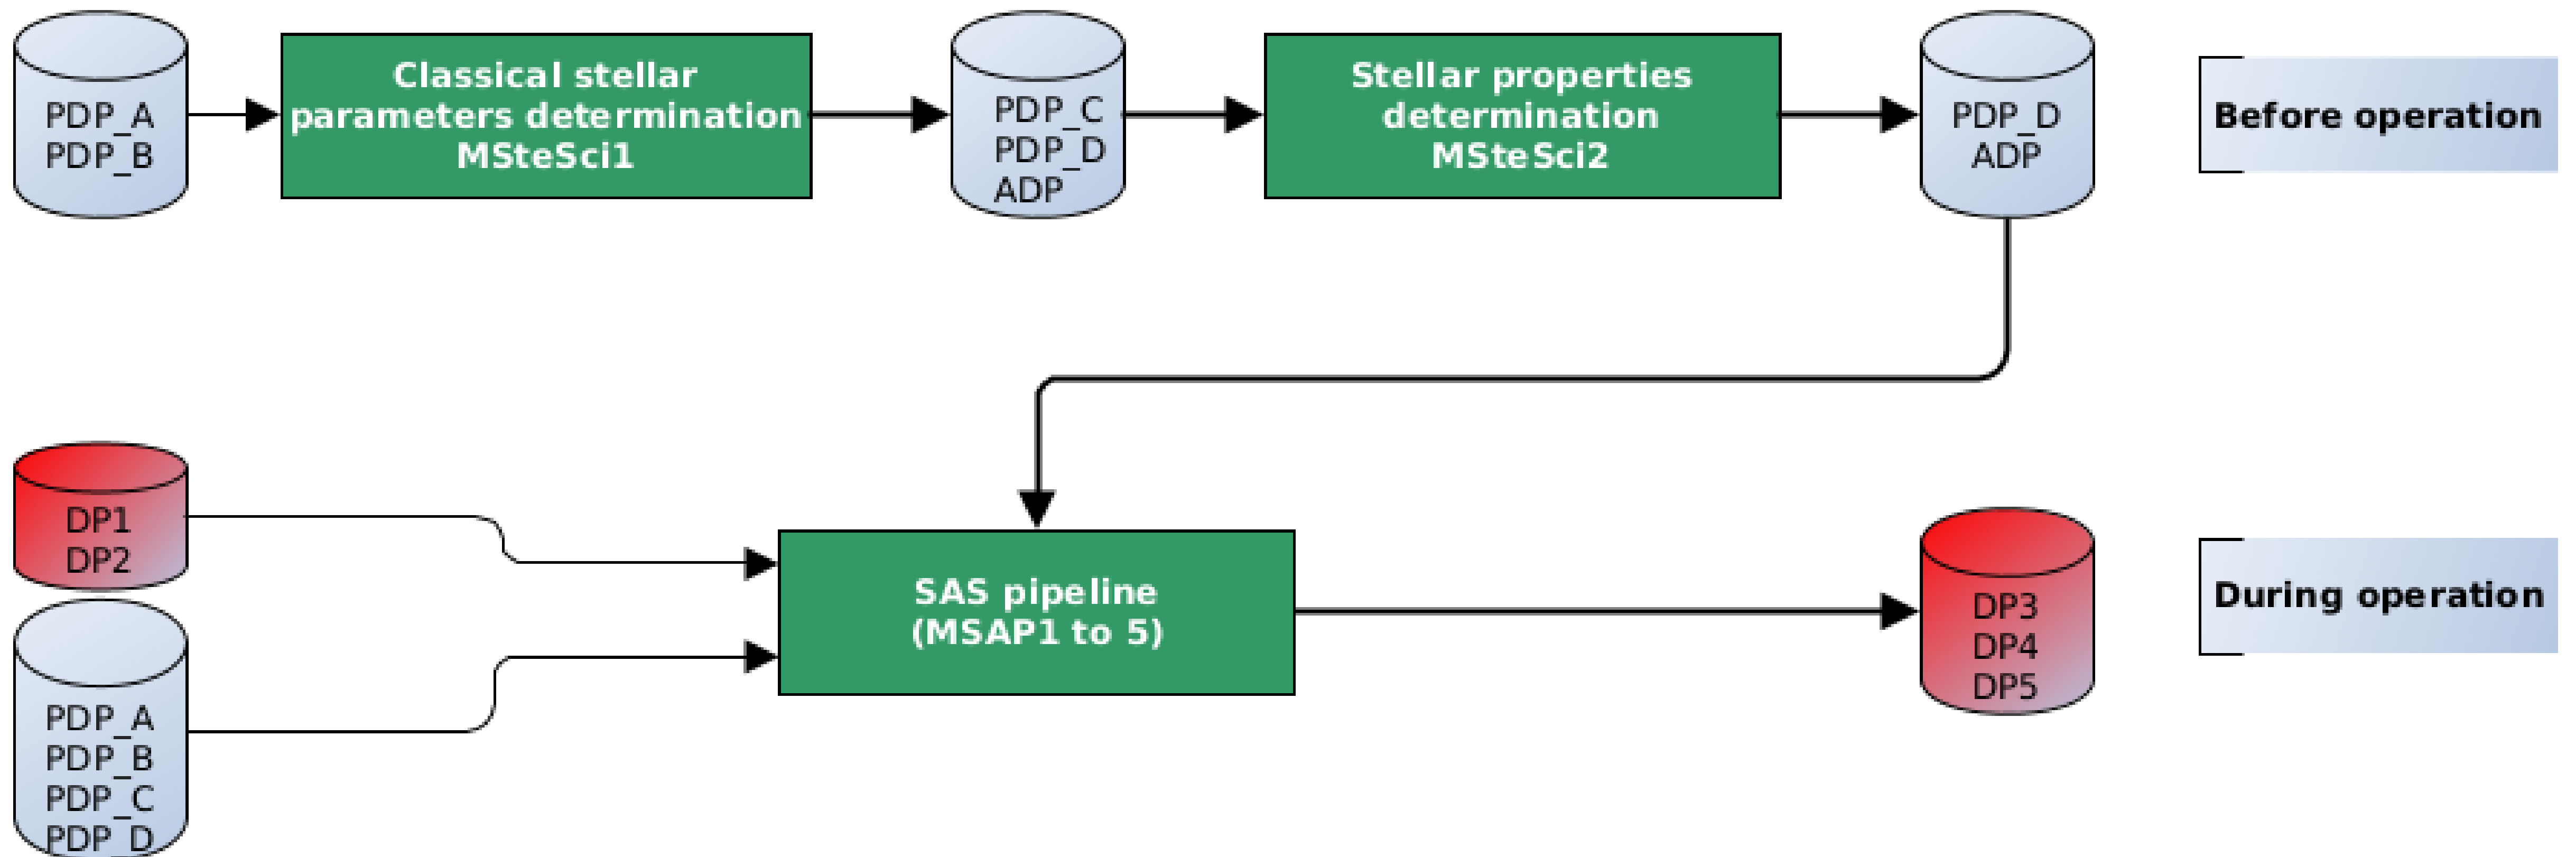 PDP_A
PDP_B
Classical stellar
parameters determination
MSteSci1
PDP_C
PDP_D
ADP
Stellar properties
determination
MSteSci2
PDP_D
ADP
Before operation
DP1
DP2
PDP_A
PDP_B
PDP_C
PDP_D
SAS pipeline
(MSAP1 to 5)
DP3
DP4
DP5
During operation